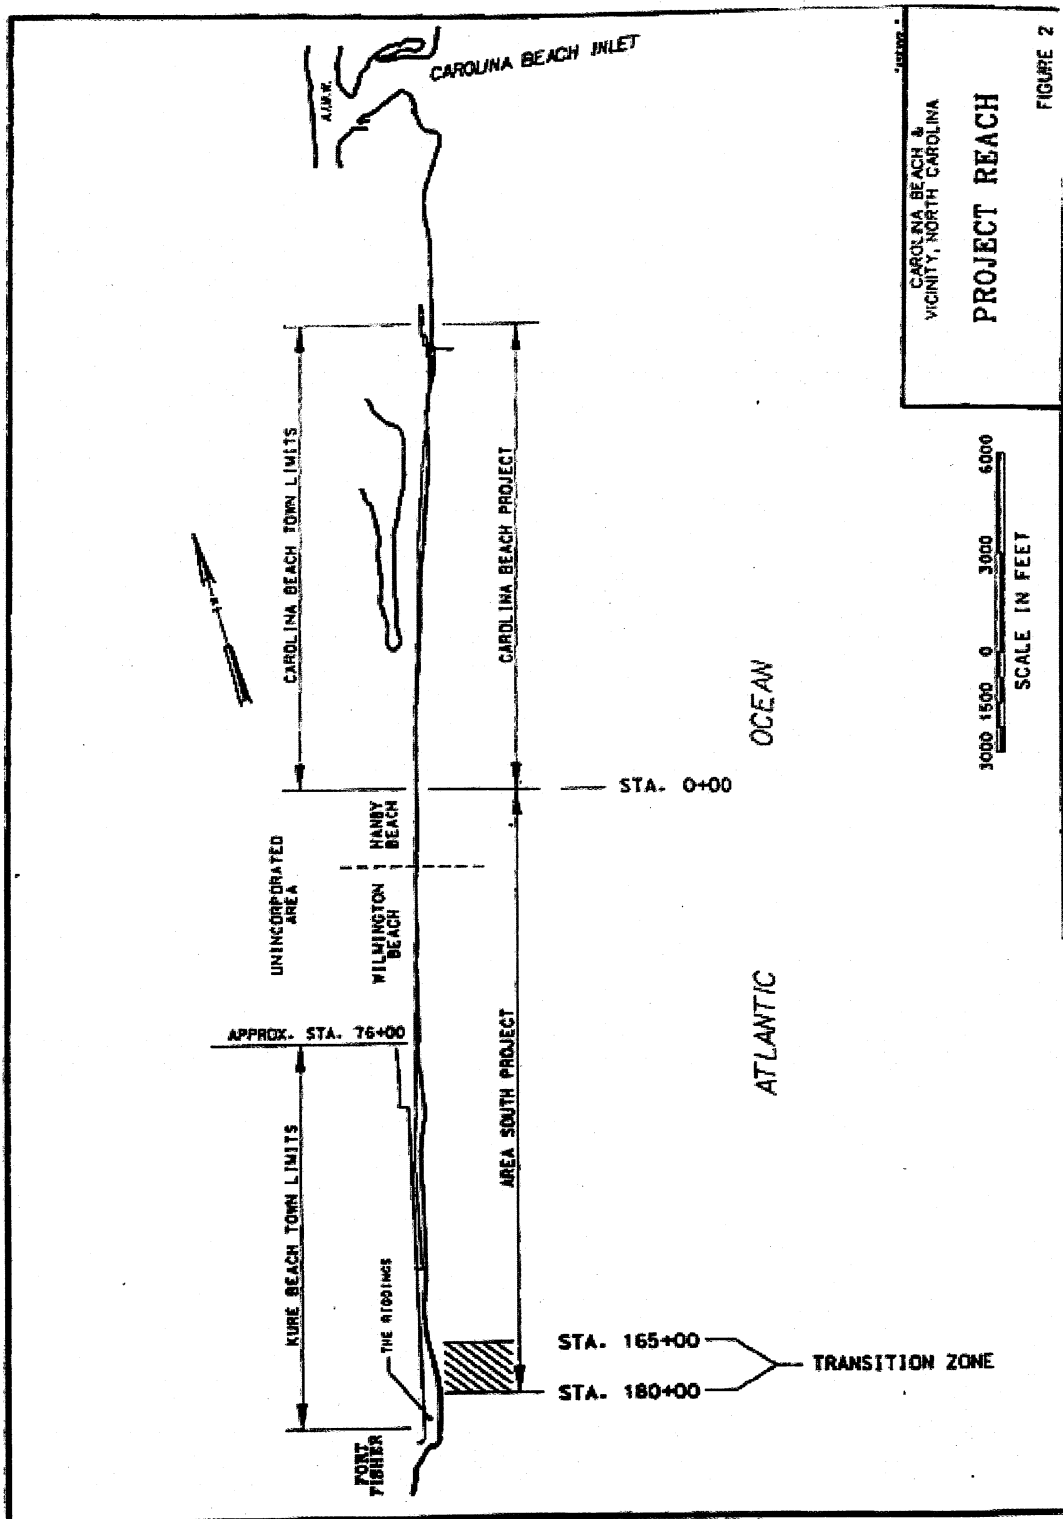 CAROLINA BEACH INLET
A.I.W.W.
CAROLINA BEACH &
VICINITY, NORTH CAROLINA
PROJECT REACH
FIGURE 2
CAROLINA BEACH TOWN LIMITS
CAROLINA BEACH PROJECT
3000 1500 0 3000 6000
SCALE IN FEET
OCEAN
STA. 0+00
HANBY
BEACH
UNINCORPORATED
AREA
WILMINGTON
BEACH
ATLANTIC
APPROX. STA. 76+00
AREA SOUTH PROJECT
KURE BEACH TOWN LIMITS
THE RIGGINGS
STA. 165+00
TRANSITION ZONE
STA. 180+00
FORT
FISHER